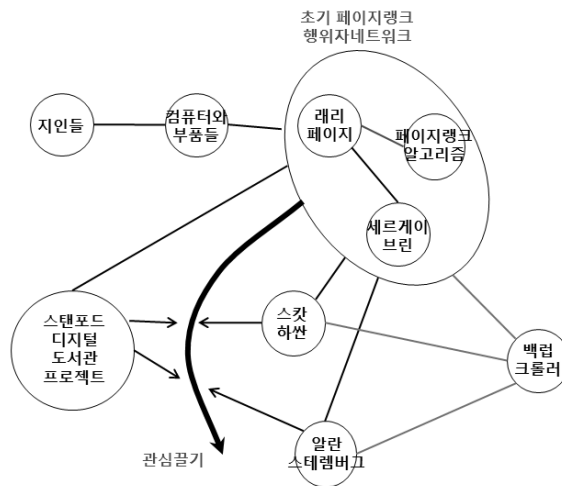 초기 페이지랭크
행위자네트워크
지인들
컴퓨터와
부품들
래리
페이지
페이지랭크
알고리즘
세르게이
브린
스탠포드
디지털
도서관
프로젝트
스캇
하싼
백럽
크롤러
알란
스테렘버그
관심끌기